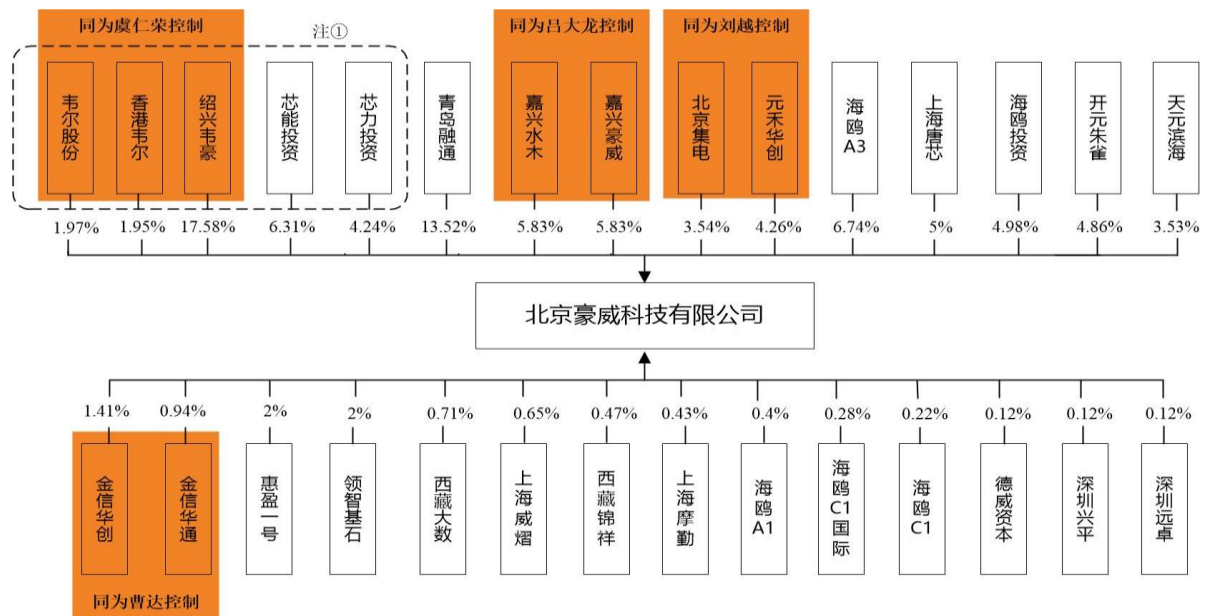 同为虞仁荣控制
注①
同为吕大龙控制
同为刘越控制
韦尔股份
香港韦尔
绍兴韦豪
芯能投资
芯力投资
青岛融通
嘉兴水木
嘉兴豪威
北京集电
元禾华创
海鸥A3
上海唐芯
海鸥投资
开元朱雀
天元滨海
1.97%
1.95%
17.58%
6.31%
4.24%
13.52%
5.83%
5.83%
3.54%
4.26%
6.74%
5%
4.98%
4.86%
3.53%
北京豪威科技有限公司
1.41%
0.94%
2%
2%
0.71%
0.65%
0.47%
0.43%
0.4%
0.28%
0.22%
0.12%
0.12%
0.12%
金信华创
金信华通
惠盈一号
领智基石
西藏大数
上海威熠
西藏锦祥
上海摩勤
海鸥A1
海鸥C1国际
海鸥C1
德威资本
深圳兴平
深圳远卓
同为曹达控制